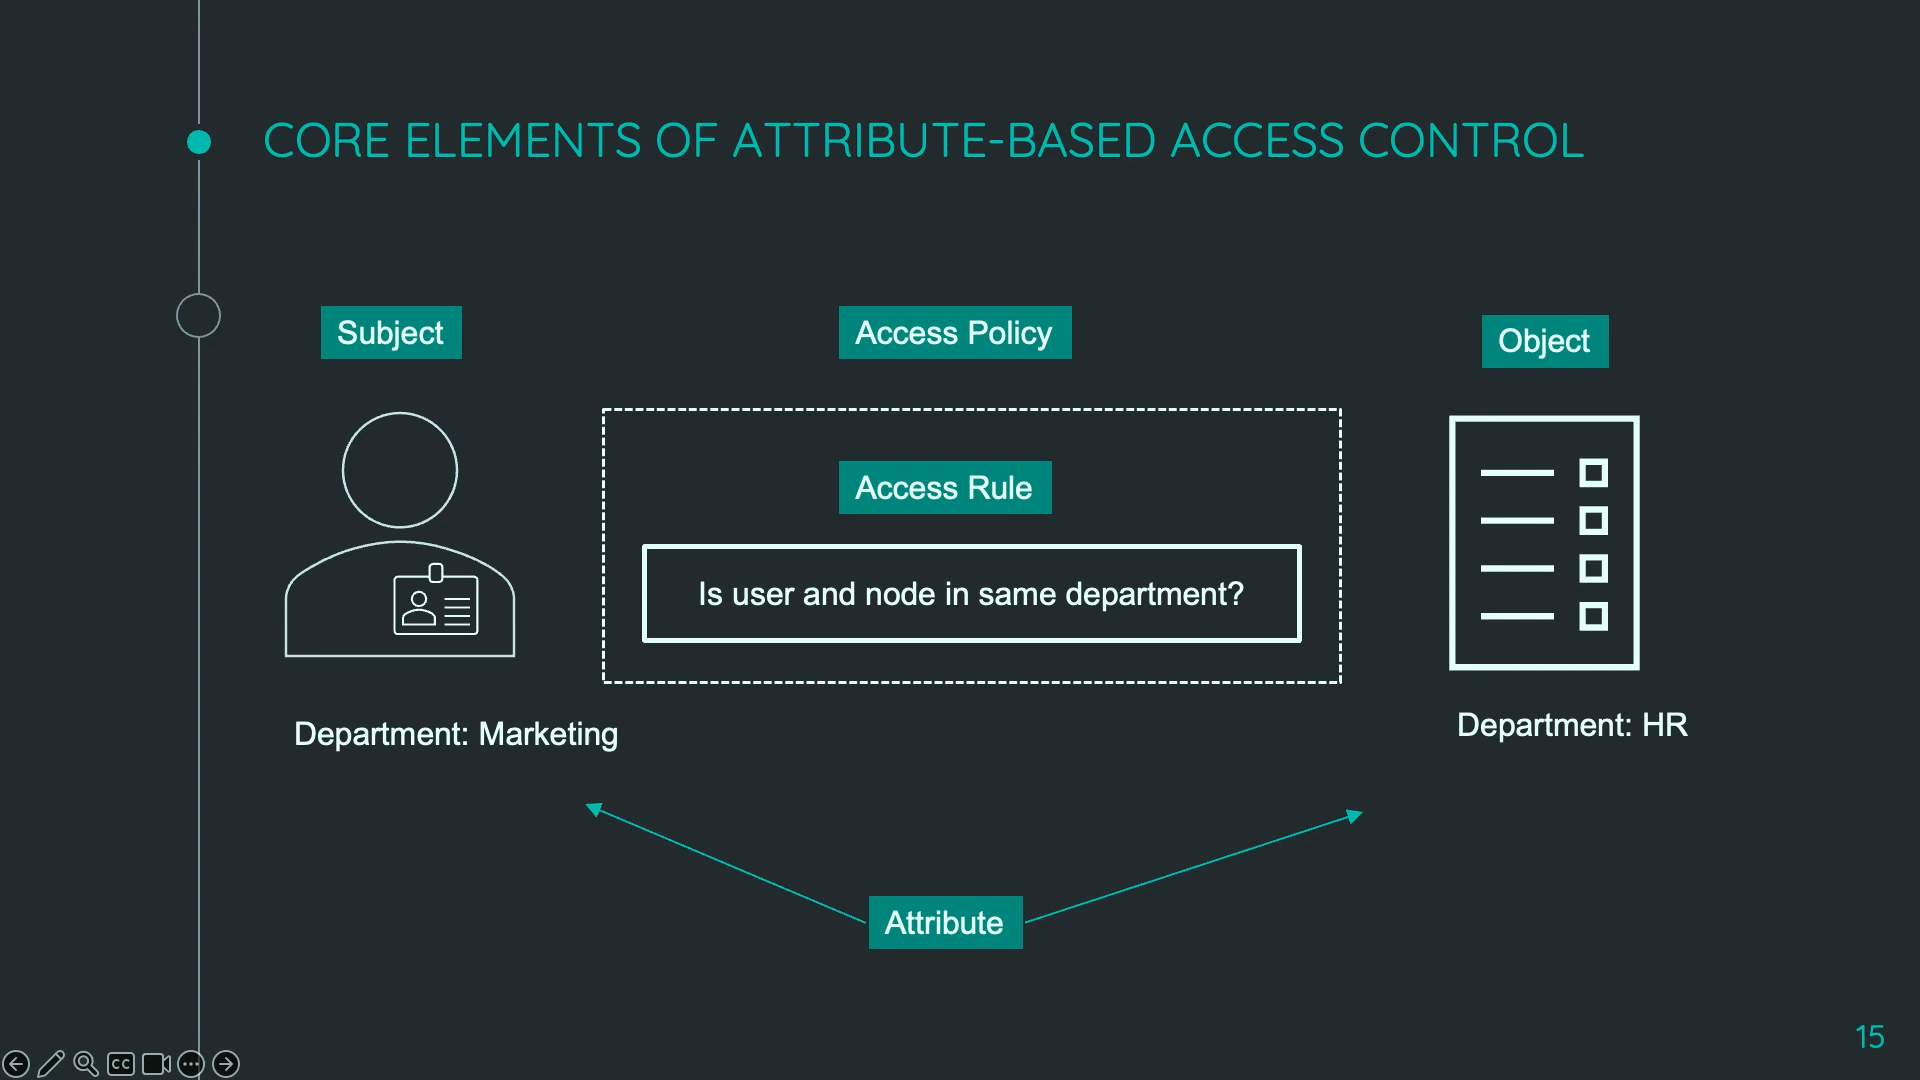 CORE ELEMENTS OF ATTRIBUTE-BASED ACCESS CONTROL
Subject
Access Policy
Object
Access Rule
Is user and node in same department?
Department: Marketing
Department: HR
Attribute
15
CC